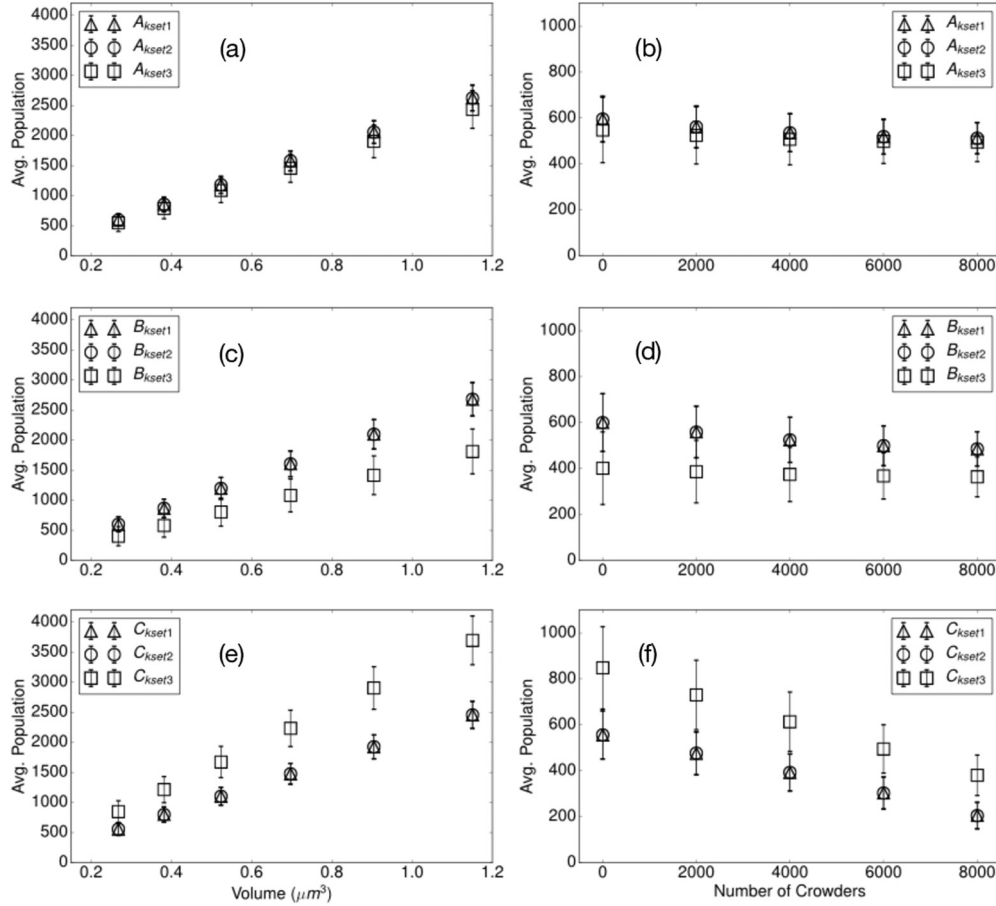 (a)
A_kset1
A_kset2
A_kset3
Avg. Population
4000
3500
3000
2500
2000
1500
1000
500
0
0.2 0.4 0.6 0.8 1.0 1.2
(b)
A_kset1
A_kset2
A_kset3
Avg. Population
1000
800
600
400
200
0
0 2000 4000 6000 8000
(c)
B_kset1
B_kset2
B_kset3
Avg. Population
4000
3500
3000
2500
2000
1500
1000
500
0
0.2 0.4 0.6 0.8 1.0 1.2
(d)
B_kset1
B_kset2
B_kset3
Avg. Population
1000
800
600
400
200
0
0 2000 4000 6000 8000
(e)
C_kset1
C_kset2
C_kset3
Avg. Population
4000
3500
3000
2500
2000
1500
1000
500
0
0.2 0.4 0.6 0.8 1.0 1.2
Volume (μm³)
(f)
C_kset1
C_kset2
C_kset3
Avg. Population
1000
800
600
400
200
0
0 2000 4000 6000 8000
Number of Crowders